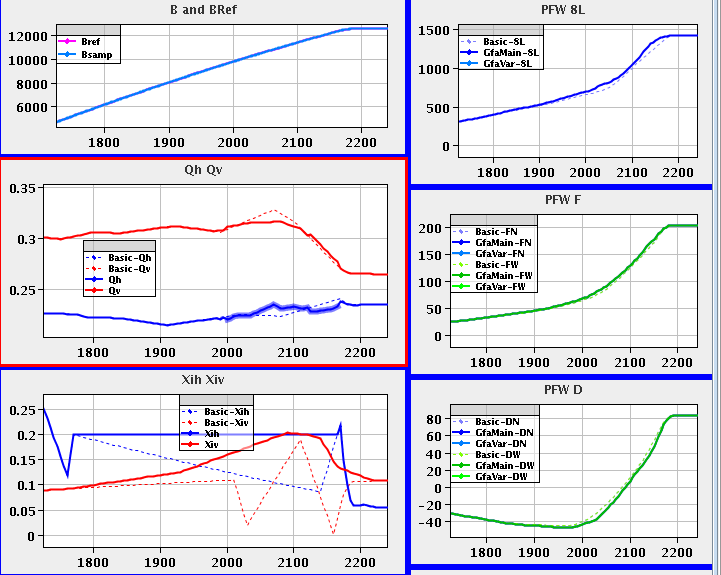 B and BRef
12000
10000
8000
6000
Bref
Bsamp
1800
1900
2000
2100
2200
Qh Qv
0.35
0.3
0.25
Basic-Qh
Basic-Qv
Qh
Qv
1800
1900
2000
2100
2200
Xih Xiv
0.25
0.2
0.15
0.1
0.05
0
Basic-Xih
Basic-Xiv
Xih
Xiv
1800
1900
2000
2100
2200
PFW 8L
1500
1000
500
0
Basic-8L
GfaMain-8L
GfaVar-8L
1800
1900
2000
2100
2200
PFW F
200
150
100
50
0
Basic-FN
GfaMain-FN
GfaVar-FN
Basic-FW
GfaMain-FW
GfaVar-FW
1800
1900
2000
2100
2200
PFW D
80
60
40
20
0
-20
-40
Basic-DN
GfaMain-DN
GfaVar-DN
Basic-DW
GfaMain-DW
GfaVar-DW
1800
1900
2000
2100
2200